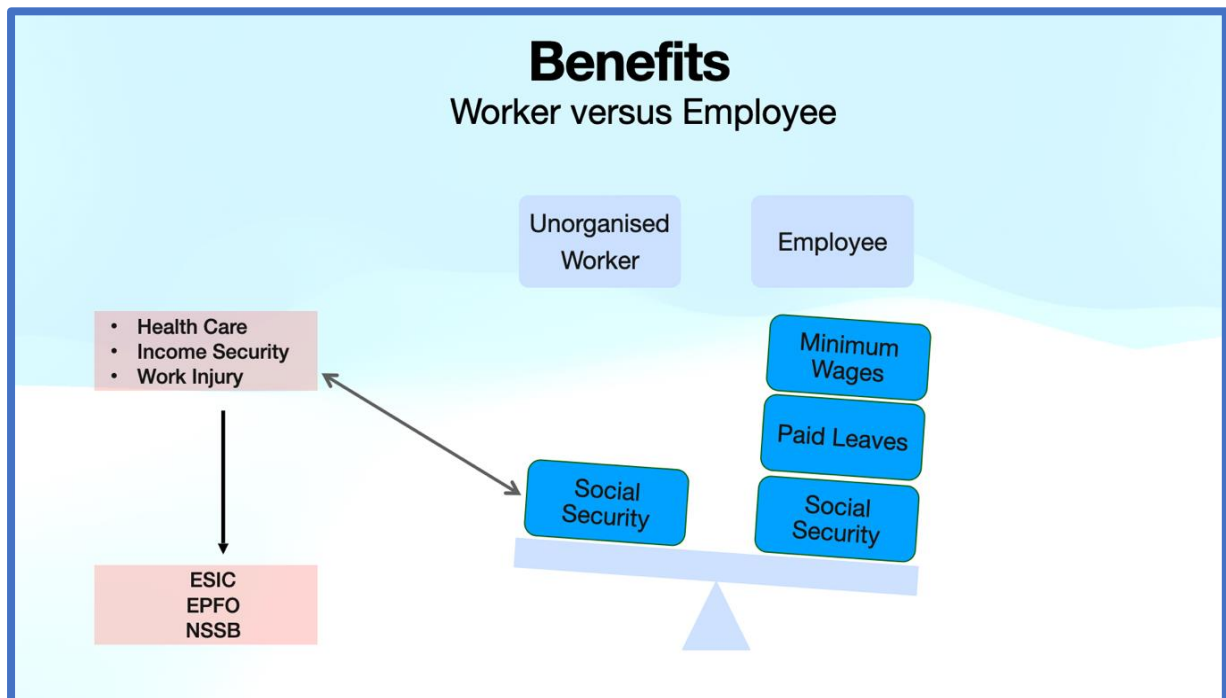 Benefits
Worker versus Employee
Unorganised
Worker
Employee
• Health Care
• Income Security
• Work Injury
Minimum
Wages
Paid Leaves
Social
Security
Social
Security
ESIC
EPFO
NSSB